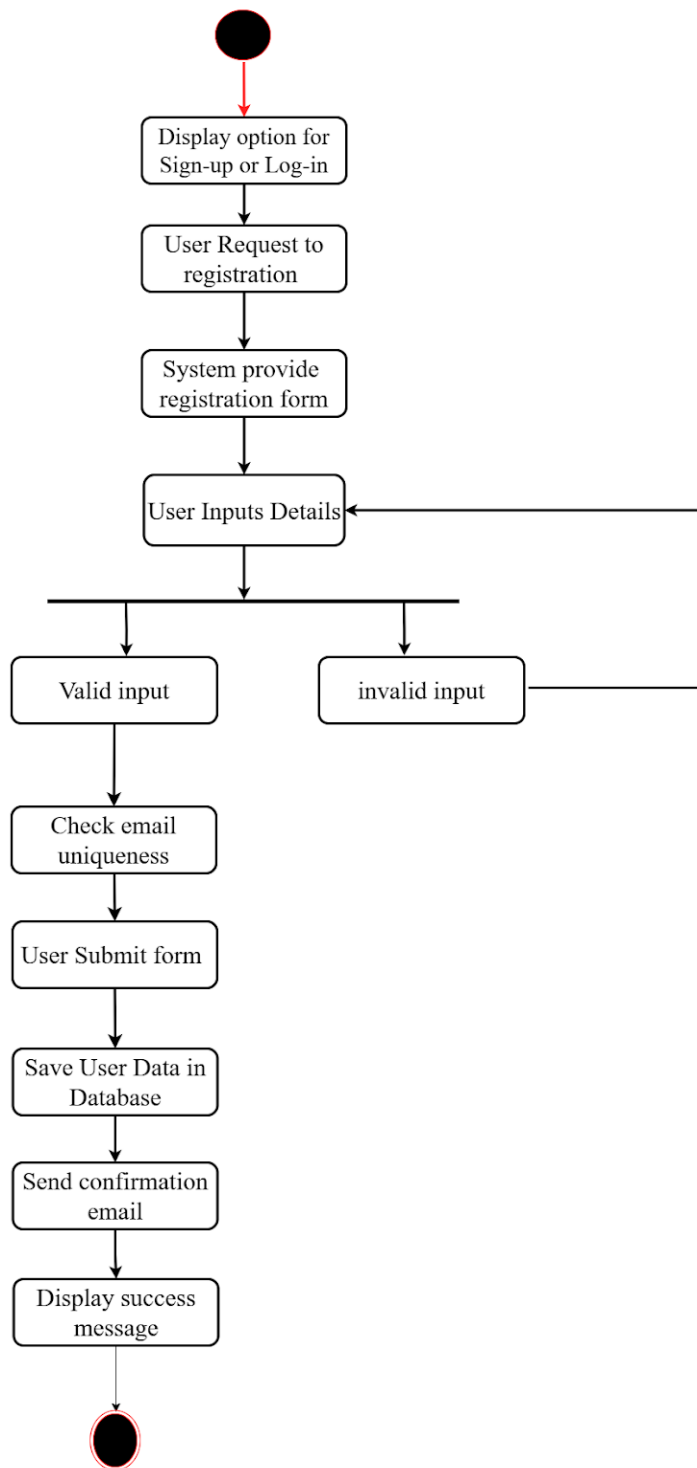 Display option for
Sign-up or Log-in
User Request to
registration
System provide
registration form
User Inputs Details
Valid input
invalid input
Check email
uniqueness
User Submit form
Save User Data in
Database
Send confirmation
email
Display success
message